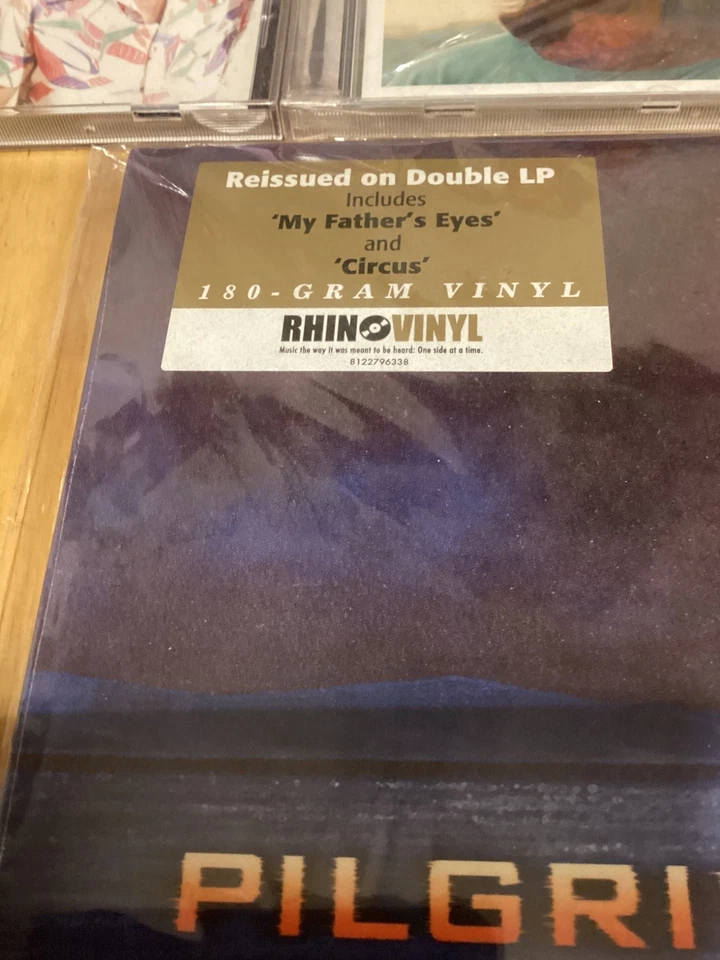 Reissued on Double LP
Includes
‘My Father’s Eyes’
and
‘Circus’
180-GRAM VINYL
RHINOVINYL
Music the way it was meant to be heard: One side at a time.
8122796338
PILGRI